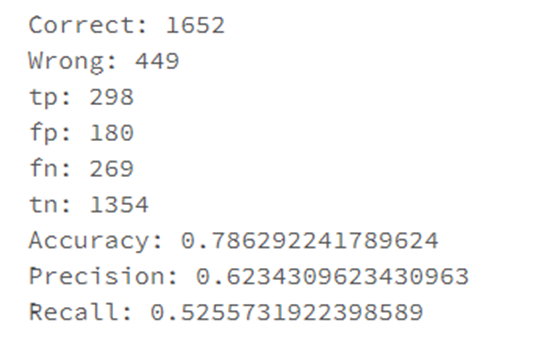 Correct: 1652
Wrong: 449
tp: 298
fp: 180
fn: 269
tn: 1354
Accuracy: 0.786292241789624
Precision: 0.6234309623430963
Recall: 0.5255731922398589